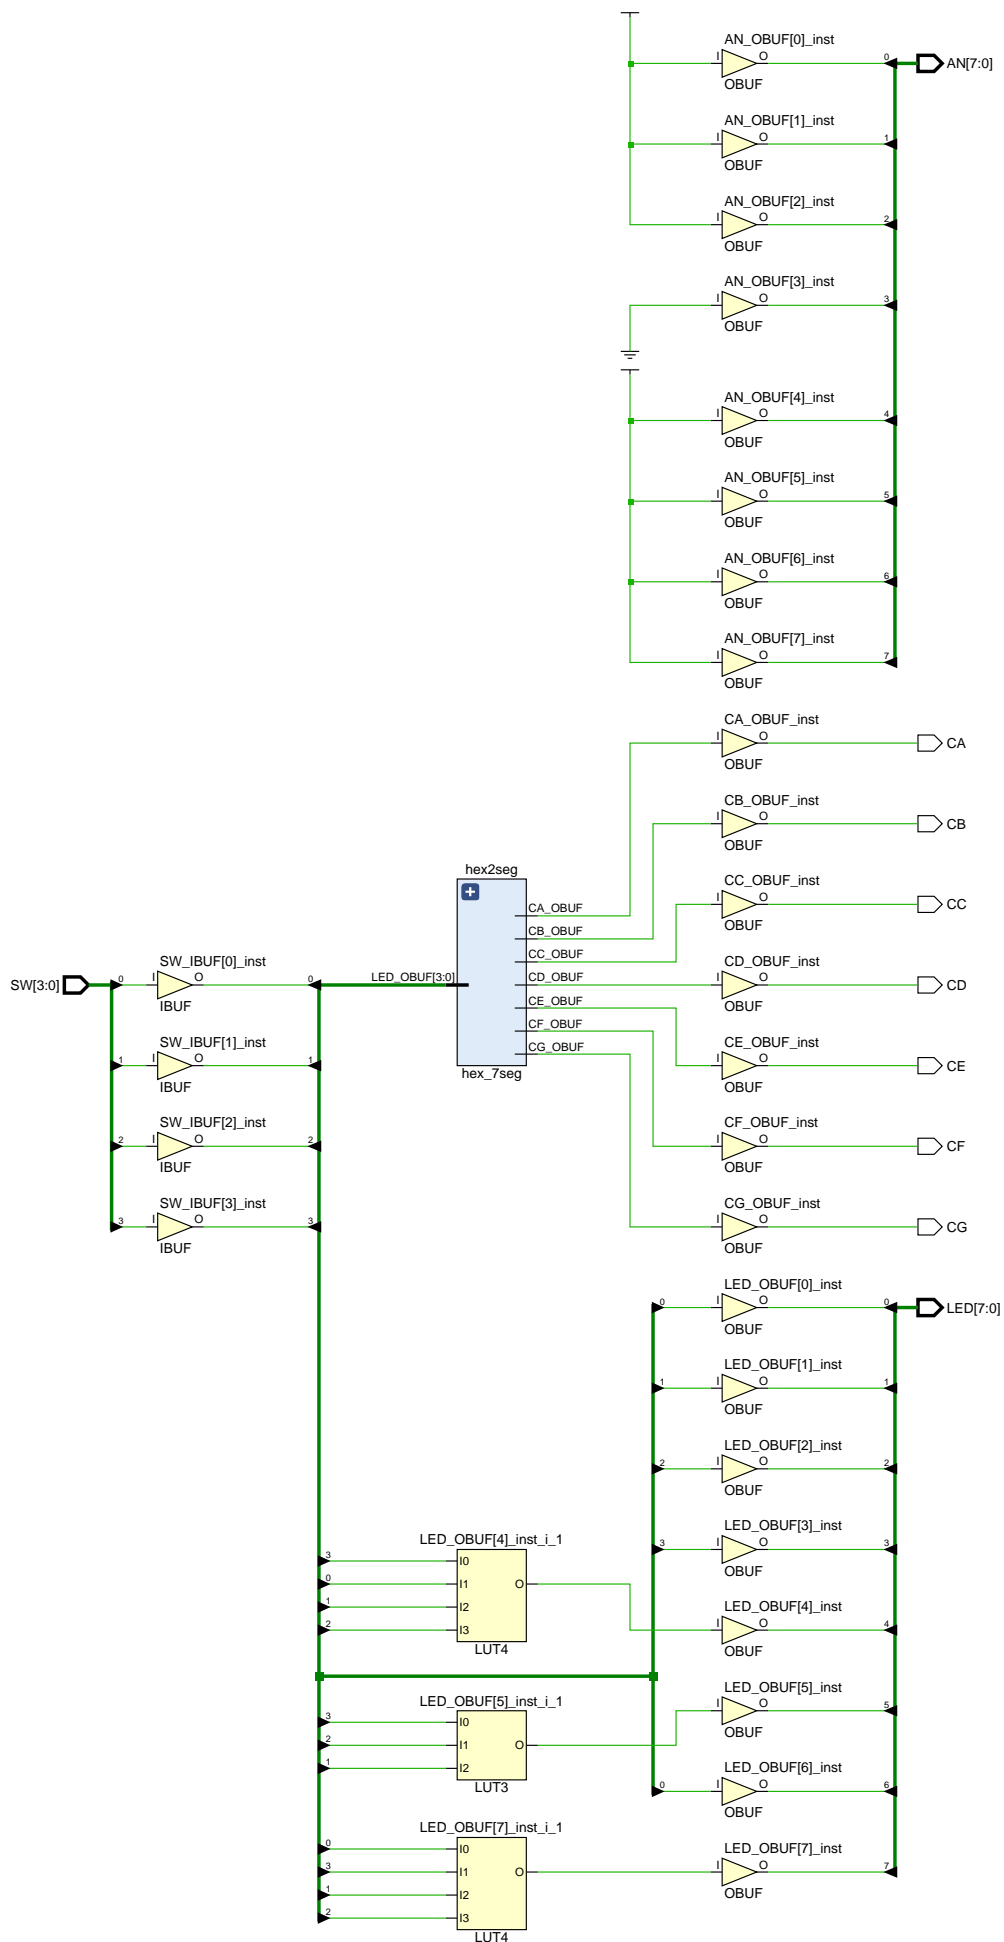 AN_OBUF[0]_inst
I O 0 AN[7:0]
OBUF
AN_OBUF[1]_inst
I O 1
OBUF
AN_OBUF[2]_inst
I O 2
OBUF
AN_OBUF[3]_inst
I O 3
OBUF
AN_OBUF[4]_inst
I O 4
OBUF
AN_OBUF[5]_inst
I O 5
OBUF
AN_OBUF[6]_inst
I O 6
OBUF
AN_OBUF[7]_inst
I O 7
OBUF
CA_OBUF_inst
I O CA
OBUF
CB_OBUF_inst
I O CB
OBUF
CC_OBUF_inst
I O CC
OBUF
CD_OBUF_inst
I O CD
OBUF
CE_OBUF_inst
I O CE
OBUF
CF_OBUF_inst
I O CF
OBUF
CG_OBUF_inst
I O CG
OBUF
hex2seg
CA_OBUF
CB_OBUF
CC_OBUF
LED_OBUF[3:0] CD_OBUF
CE_OBUF
CF_OBUF
CG_OBUF
hex_7seg
SW_IBUF[0]_inst
SW[3:0] 0 I O 0
IBUF
SW_IBUF[1]_inst
1 I O 1
IBUF
SW_IBUF[2]_inst
2 I O 2
IBUF
SW_IBUF[3]_inst
3 I O 3
IBUF
LED_OBUF[0]_inst
0 I O 0 LED[7:0]
OBUF
LED_OBUF[1]_inst
1 I O 1
OBUF
LED_OBUF[2]_inst
2 I O 2
OBUF
LED_OBUF[3]_inst
3 I O 3
OBUF
LED_OBUF[4]_inst
I O 4
OBUF
LED_OBUF[5]_inst
I O 5
OBUF
LED_OBUF[6]_inst
0 I O 6
OBUF
LED_OBUF[7]_inst
I O 7
OBUF
LED_OBUF[4]_inst_i_1
3 I0
0 I1 O
1 I2
2 I3
LUT4
LED_OBUF[5]_inst_i_1
3 I0
2 I1 O
1 I2
LUT3
LED_OBUF[7]_inst_i_1
0 I0
3 I1 O
1 I2
2 I3
LUT4